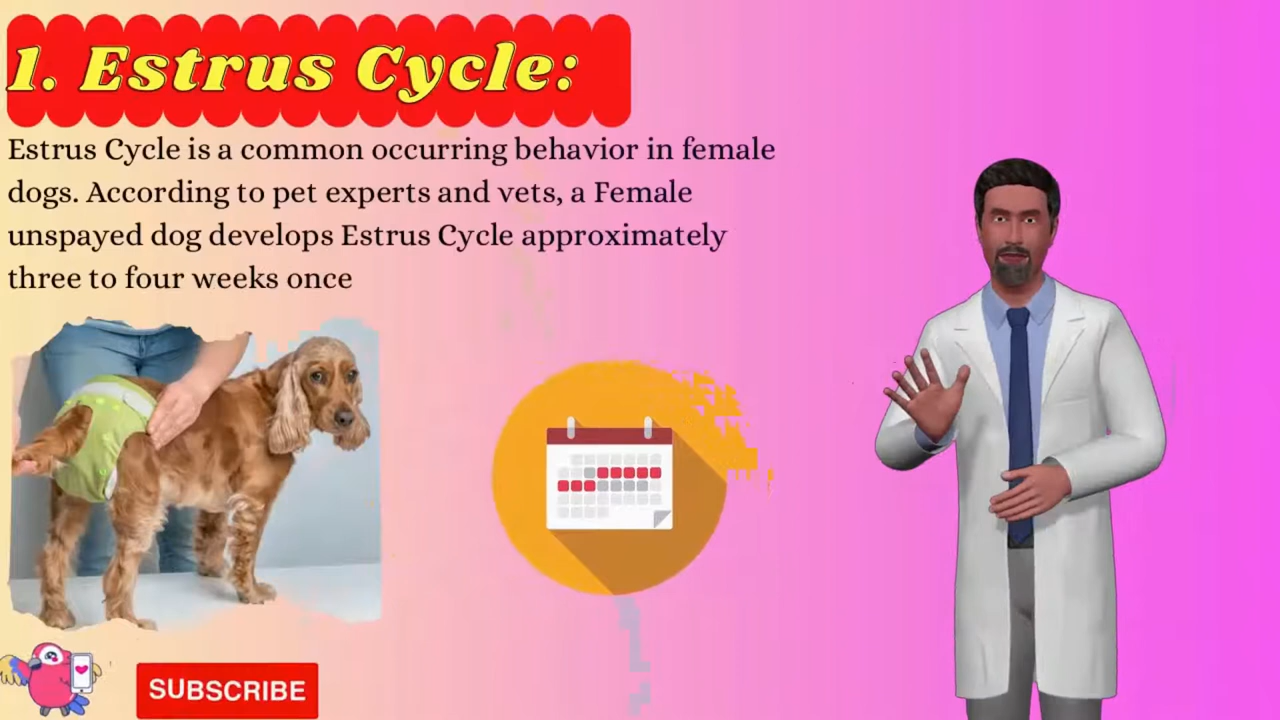 1. Estrus Cycle:
Estrus Cycle is a common occurring behavior in female
dogs. According to pet experts and vets, a Female
unspayed dog develops Estrus Cycle approximately
three to four weeks once
SUBSCRIBE